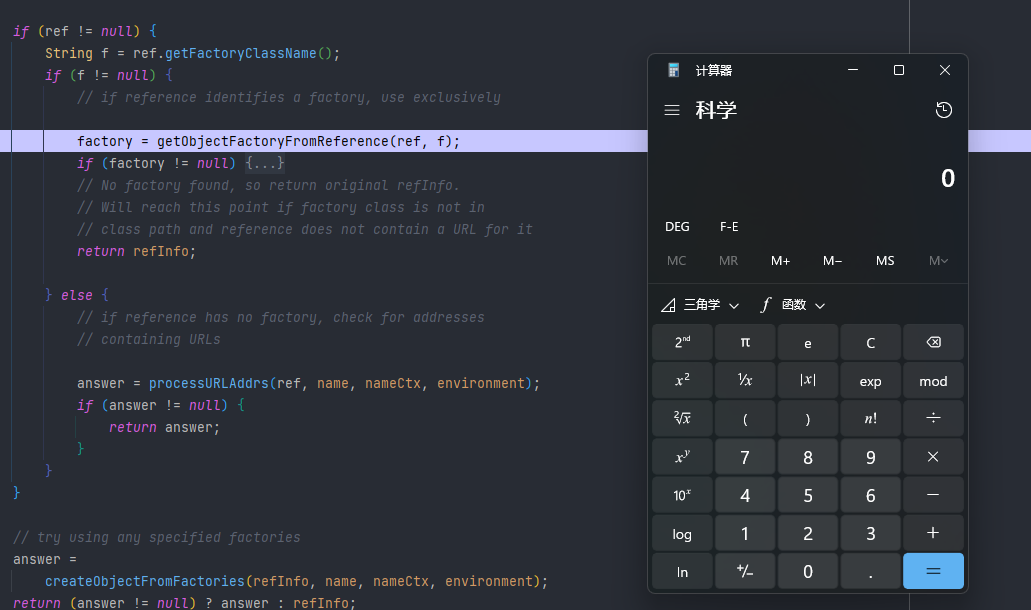 if (ref != null) {
String f = ref.getFactoryClassName();
if (f != null) {
// if reference identifies a factory, use exclusively
factory = getObjectFactoryFromReference(ref, f);
if (factory != null) {...}
// No factory found, so return original refInfo.
// Will reach this point if factory class is not in
// class path and reference does not contain a URL for it
return refInfo;
} else {
// if reference has no factory, check for addresses
// containing URLs
answer = processURLAddrs(ref, name, nameCtx, environment);
if (answer != null) {
return answer;
}
}
}
// try using any specified factories
answer =
createObjectFromFactories(refInfo, name, nameCtx, environment);
return (answer != null) ? answer : refInfo;
计算器
科学
0
DEG F-E
MC MR M+ M− MS M
三角学 f 函数
2ⁿᵈ π e C
x² ¹⁄x |x| exp mod
²√x ( ) n! ÷
xʸ 7 8 9 ×
10ˣ 4 5 6 −
log 1 2 3 +
ln +/− 0 . =